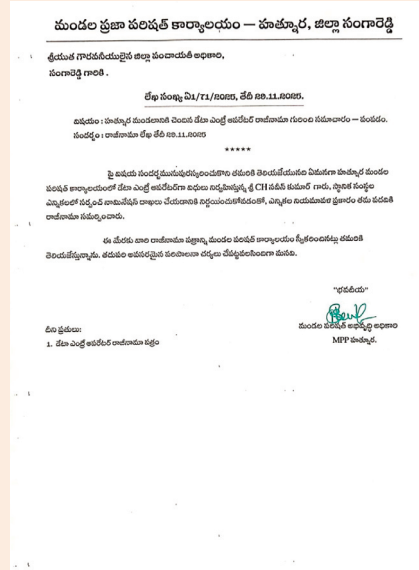 మండల ప్రజా పరిషత్ కార్యాలయం – హత్నూర, జిల్లా సంగారెడ్డి
శ్రీయుత గౌరవనీయులైన జిల్లా పంచాయతీ అధికారి,
సంగారెడ్డి గారికి .
లేఖ సంఖ్య ఏ1/T1/2025, తేదీ 28.11.2025.
విషయం : హత్నూర మండలానికి చెందిన డేటా ఎంట్రీ ఆపరేటర్ రాజీనామా గురించి సమాచారం – పంపడం.
సందర్భం : రాజీనామా లేఖ తేదీ 28.11.2025
*****
పై విషయ సందర్భమునుపురస్కరించుకొని తమరికి తెలియజేయునది ఏమనగా హత్నూర మండల
పరిషత్ కార్యాలయంలో డేటా ఎంట్రీ ఆపరేటర్‌గా విధులు నిర్వహిస్తున్న శ్రీ CH నవీన్ కుమార్ గారు, స్థానిక సంస్థల
ఎన్నికలలో సర్పంచ్ నామినేషన్ దాఖలు చేయడానికి నిర్ణయించుకోవడంతో, ఎన్నికల నియమావళి ప్రకారం తమ పదవికి
రాజీనామా సమర్పించారు.
ఈ మేరకు వారి రాజీనామా పత్రాన్ని మండల పరిషత్ కార్యాలయం స్వీకరించినట్లు తమరికి
తెలియజేస్తున్నాను. తదుపరి అవసరమైన పరిపాలనా చర్యలు చేపట్టవలసిందిగా మనవి.
"భవదీయ"
మండల పరిషత్ అభివృద్ధి అధికారి
MPP హత్నూర.
దీని ప్రతులు:
1. డేటా ఎంట్రీ ఆపరేటర్ రాజీనామా పత్రం